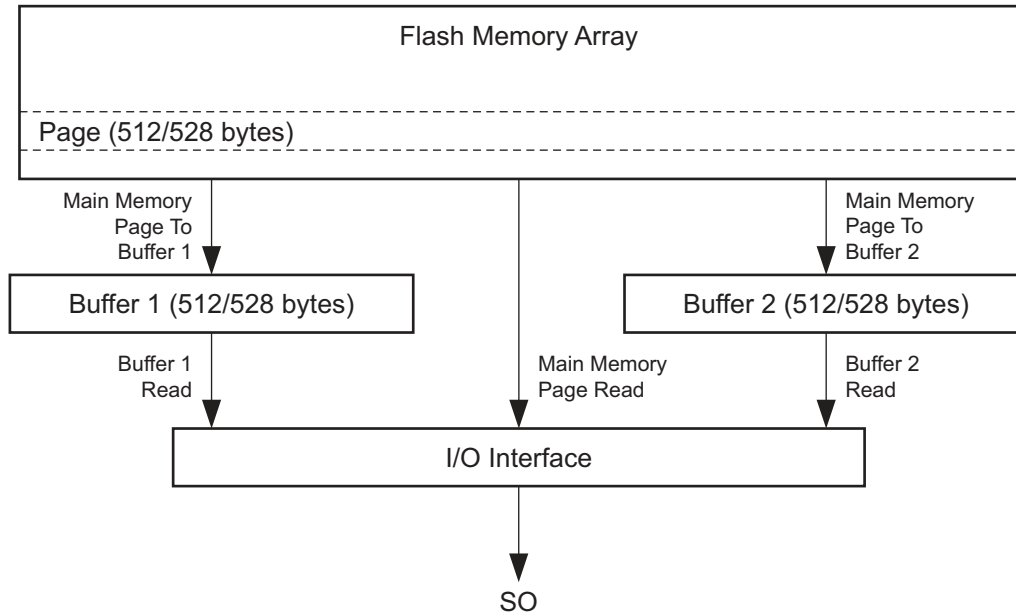 Flash Memory Array
Page (512/528 bytes)
Main Memory
Page To
Buffer 1
Main Memory
Page To
Buffer 2
Buffer 1 (512/528 bytes)
Buffer 2 (512/528 bytes)
Buffer 1
Read
Main Memory
Page Read
Buffer 2
Read
I/O Interface
SO